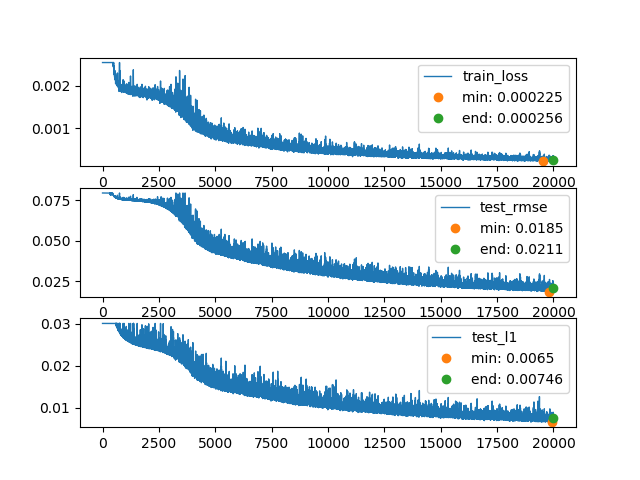 train_loss
min: 0.000225
end: 0.000256
0.002
0.001
0 2500 5000 7500 10000 12500 15000 17500 20000
test_rmse
min: 0.0185
end: 0.0211
0.075
0.050
0.025
0 2500 5000 7500 10000 12500 15000 17500 20000
test_l1
min: 0.0065
end: 0.00746
0.03
0.02
0.01
0 2500 5000 7500 10000 12500 15000 17500 20000